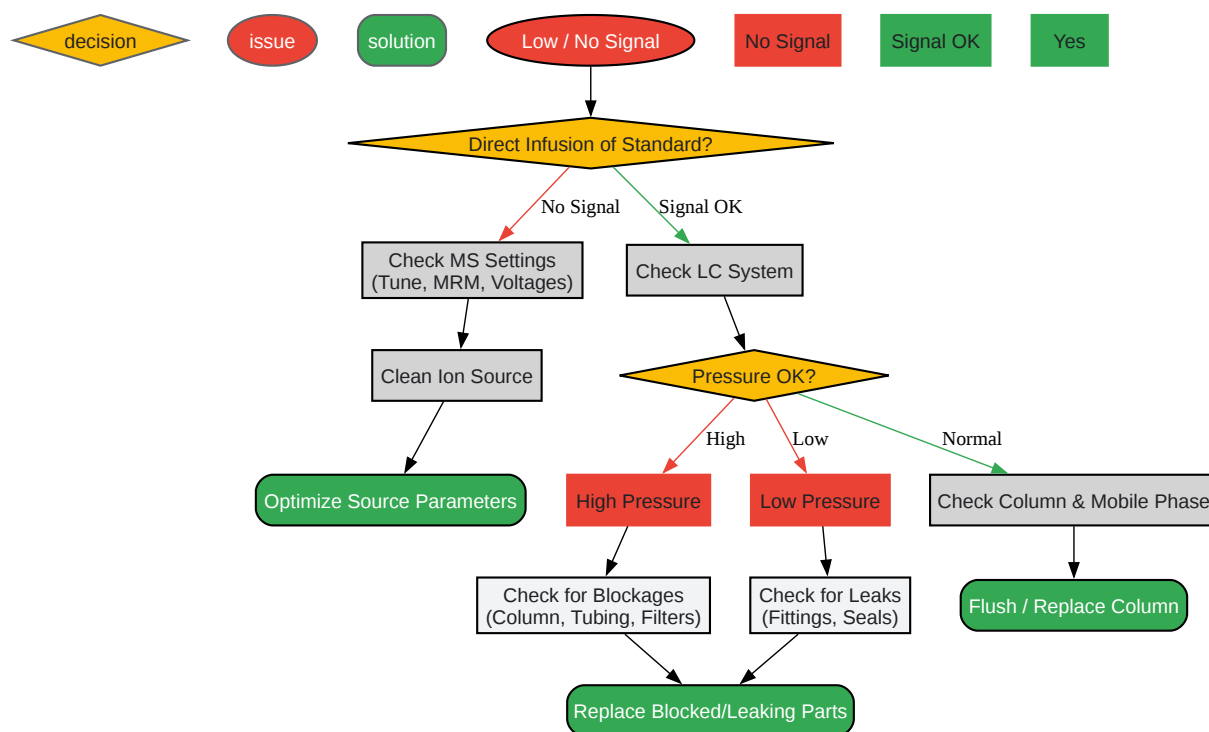 decision
issue
solution
Low / No Signal
No Signal
Signal OK
Yes
Direct Infusion of Standard?
No Signal
Signal OK
Check MS Settings
(Tune, MRM, Voltages)
Check LC System
Clean Ion Source
Pressure OK?
High
Low
Normal
Optimize Source Parameters
High Pressure
Low Pressure
Check Column & Mobile Phase
Check for Blockages
(Column, Tubing, Filters)
Check for Leaks
(Fittings, Seals)
Flush / Replace Column
Replace Blocked/Leaking Parts